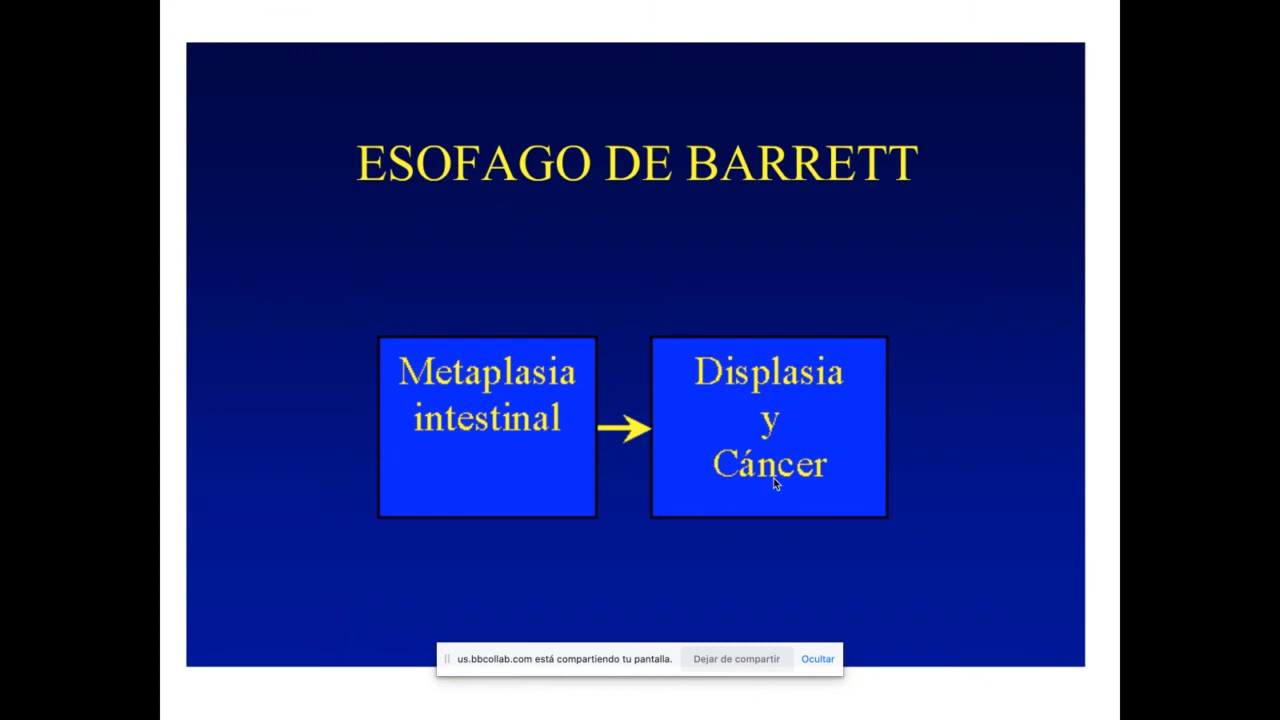 ESOFAGO DE BARRETT
Metaplasia
intestinal
Displasia
y
Cáncer
us.bbcollab.com está compartiendo tu pantalla.
Dejar de compartir
Ocultar